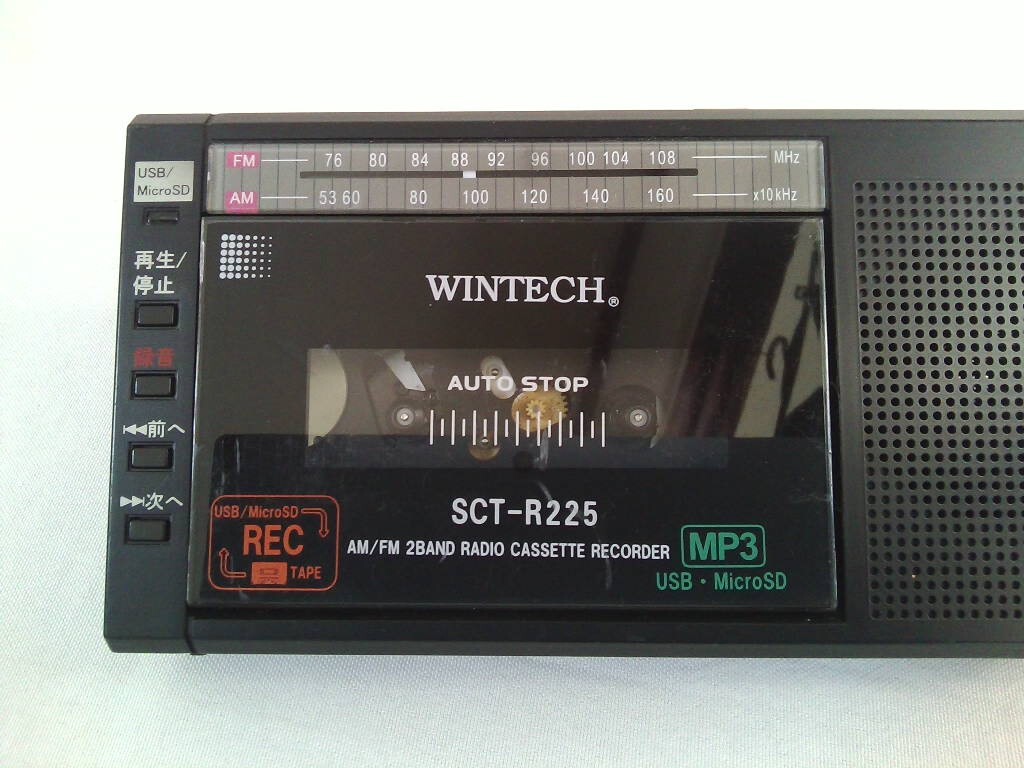 FM 76 80 84 88 92 96 100 104 108 MHz
AM 53 60 80 100 120 140 160 x10kHz
USB/
MicroSD
再生/
停止
録音
⏮前へ
⏭次へ
WINTECH®
AUTO STOP
SCT-R225
AM/FM 2BAND RADIO CASSETTE RECORDER
USB/MicroSD
REC
TAPE
MP3
USB・MicroSD